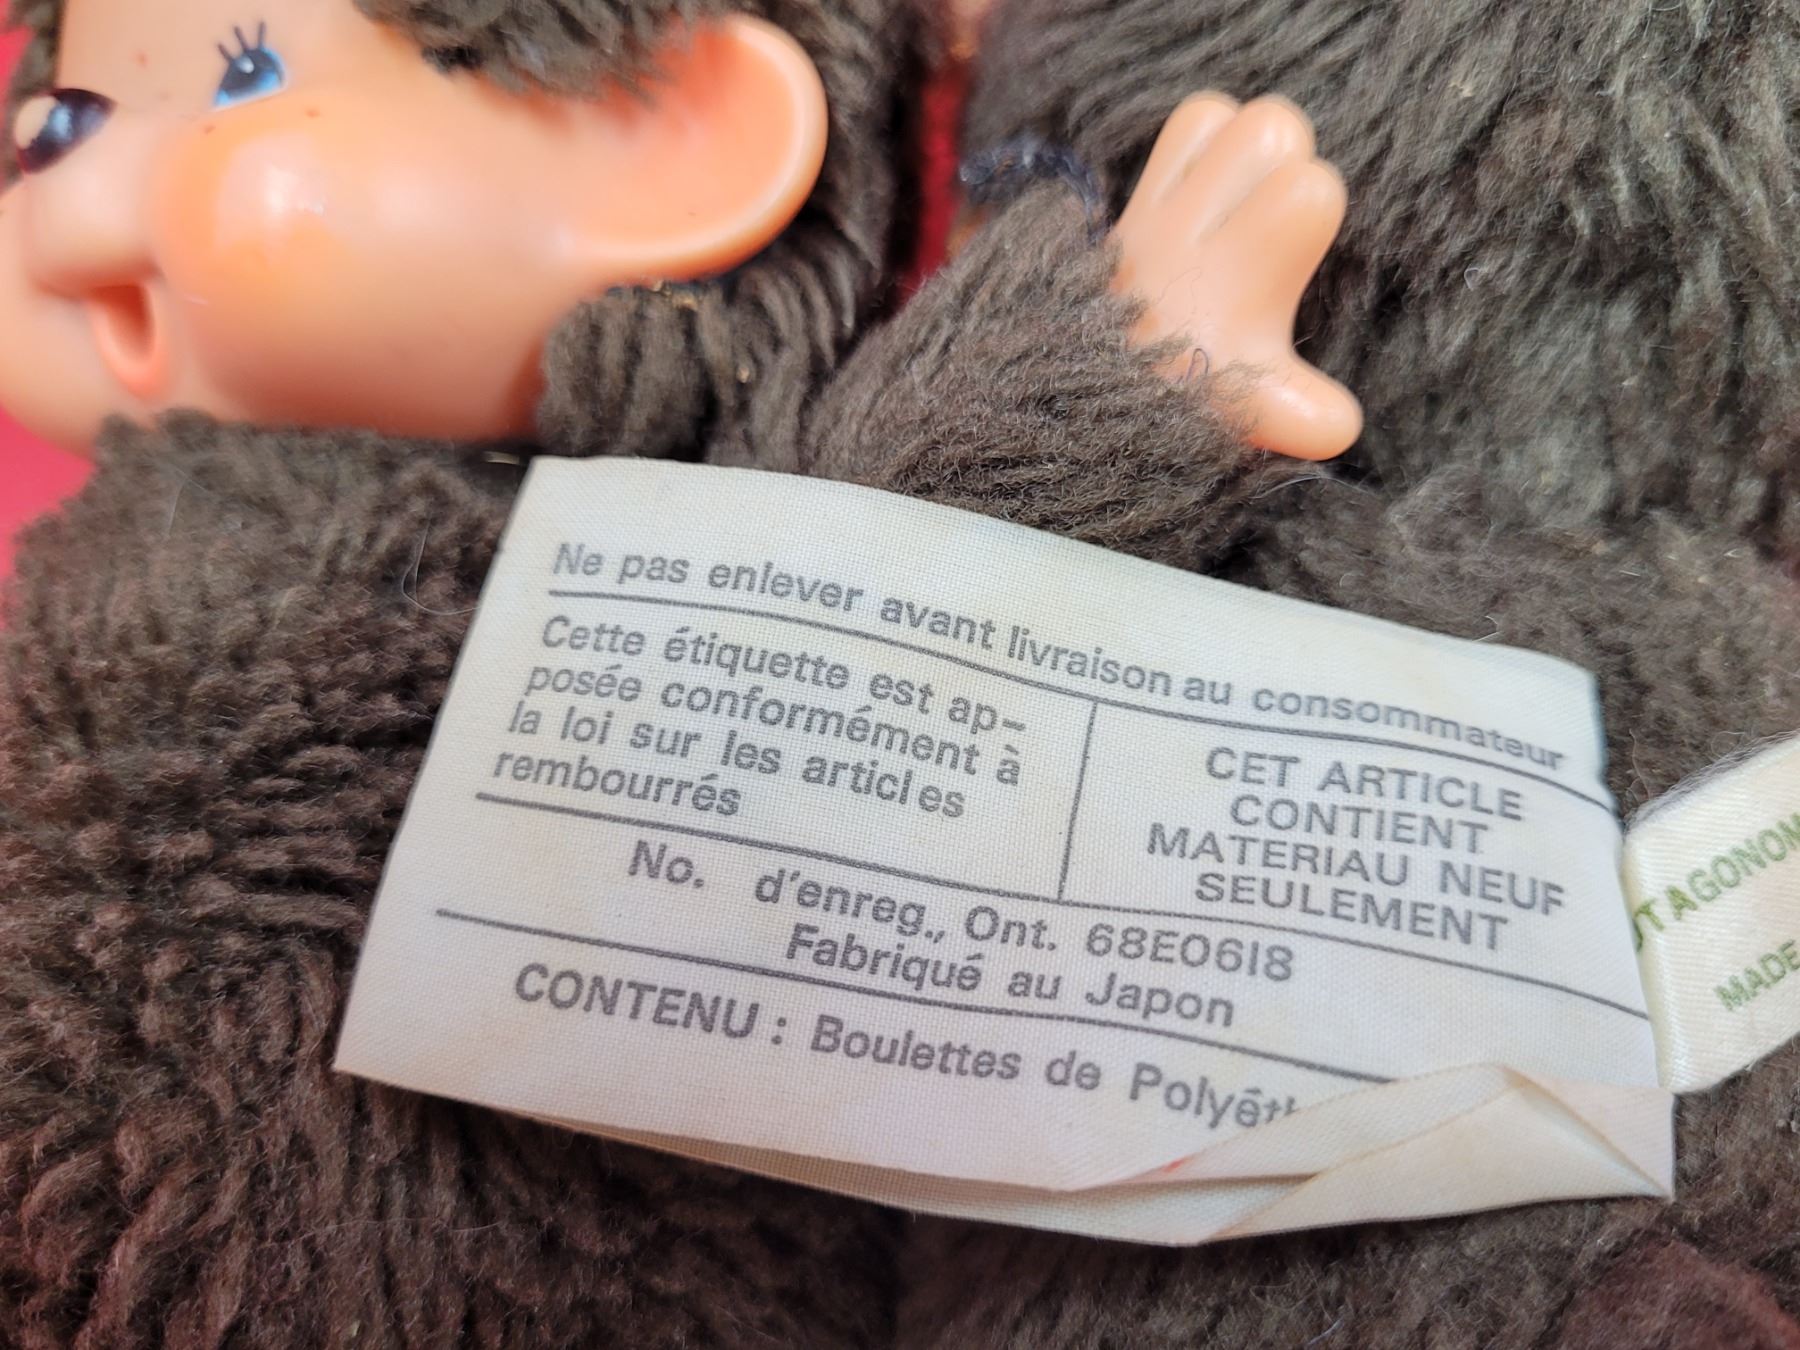 Ne pas enlever avant livraison au consommateur
Cette étiquette est ap-
posée conformément à
la loi sur les articles
rembourrés
CET ARTICLE
CONTIENT
MATERIAU NEUF
SEULEMENT
No. d'enreg., Ont. 68E0618
Fabriqué au Japon
CONTENU : Boulettes de
MADE